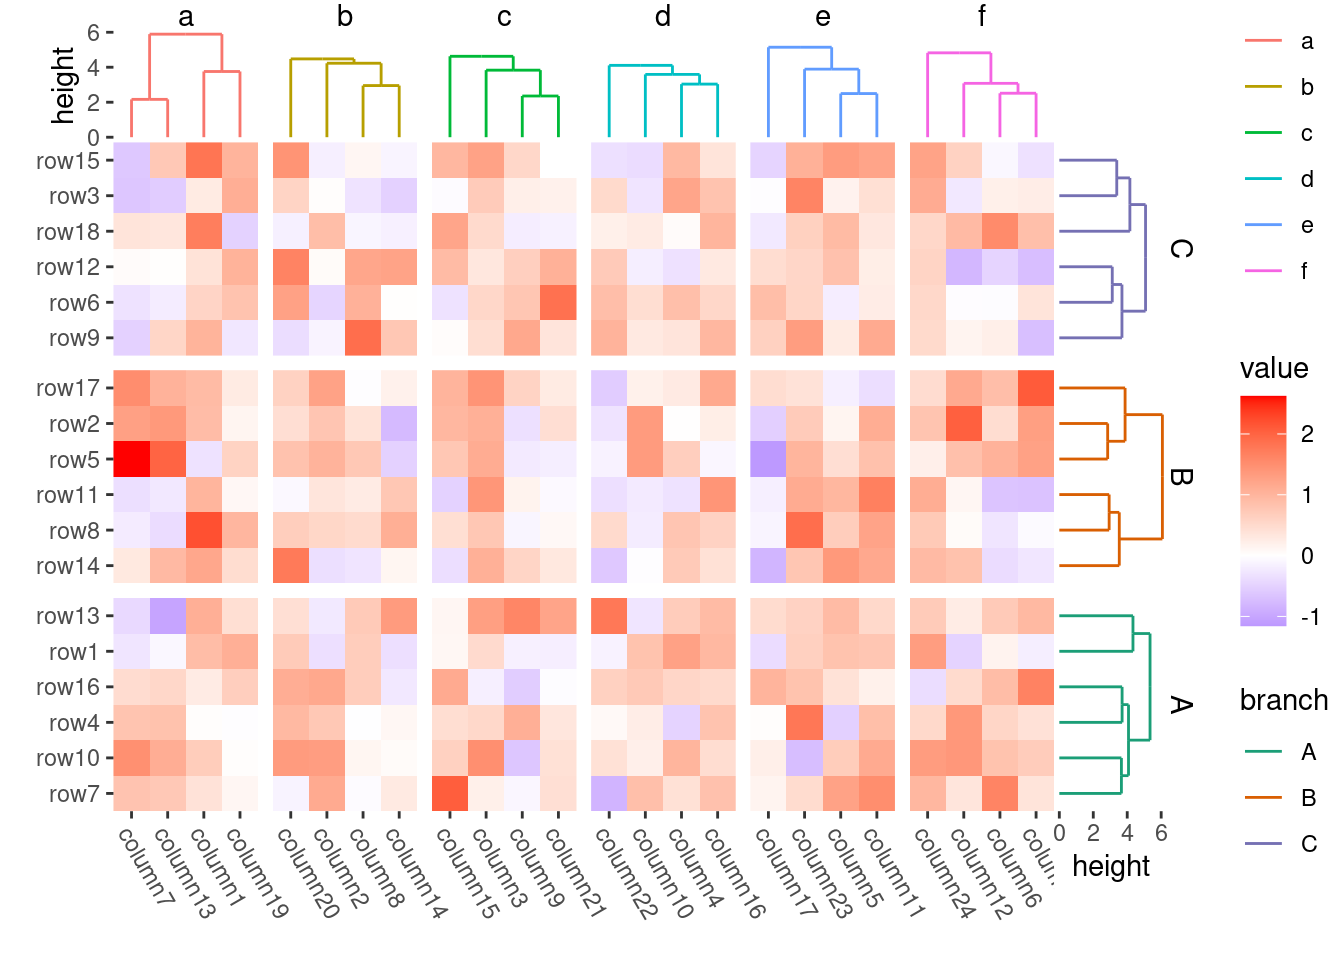 a b c d e f
height
6
4
2
0
row15
row3
row18
row12
row6
row9
C
row17
row2
row5
row11
row8
row14
B
row13
row1
row16
row4
row10
row7
A
column7 column13 column1 column19 column20 column2 column8 column14 column15 column3 column9 column21 column22 column10 column4 column16 column17 column23 column5 column11 column24 column12 column6
0 2 4 6
height
a
b
c
d
e
f
value
2
1
0
-1
branch
A
B
C